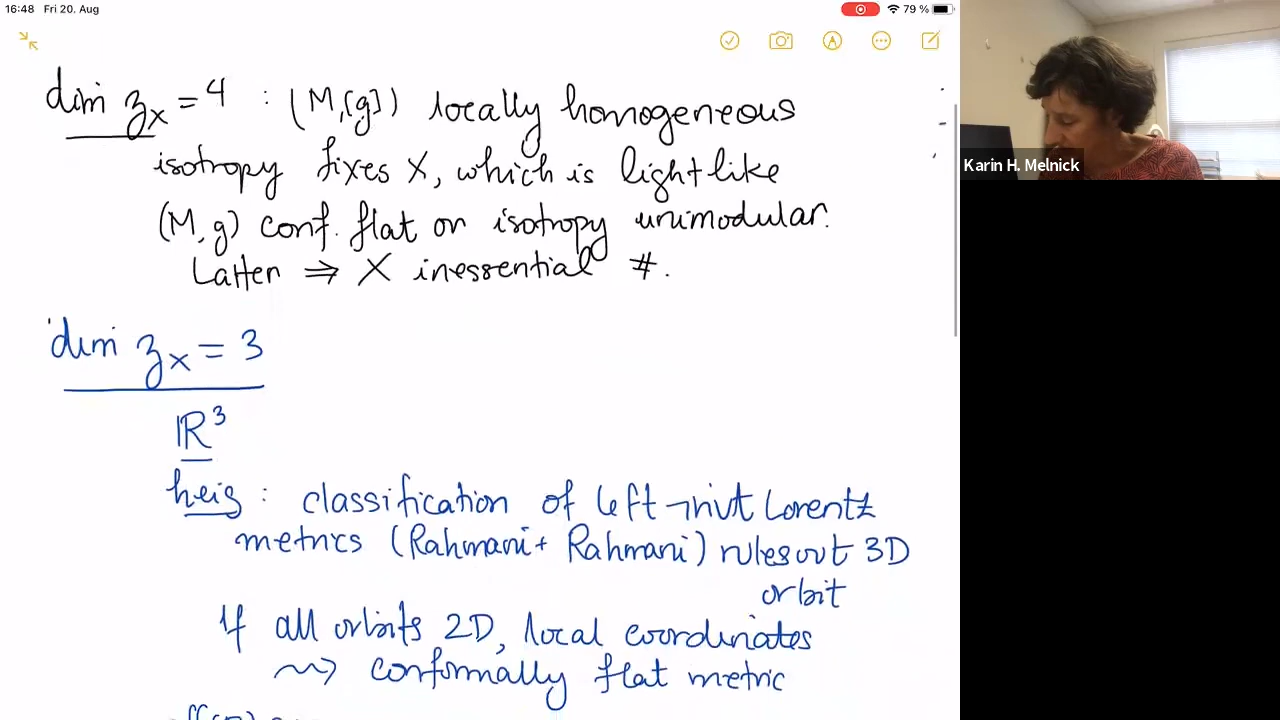 16:48 Fri 20. Aug
79 %
dim z_x = 4 : (M,[g]) locally homogeneous
isotropy fixes X, which is lightlike
(M, g) conf. flat or isotropy unimodular.
Latter ⇒ X inessential #.
Karin H. Melnick
dim z_x = 3
ℝ³
heis : classification of left-invt Lorentz
metrics (Rahmani + Rahmani) rules out 3D
orbit
If all orbits 2D, local coordinates
⇝ conformally flat metric